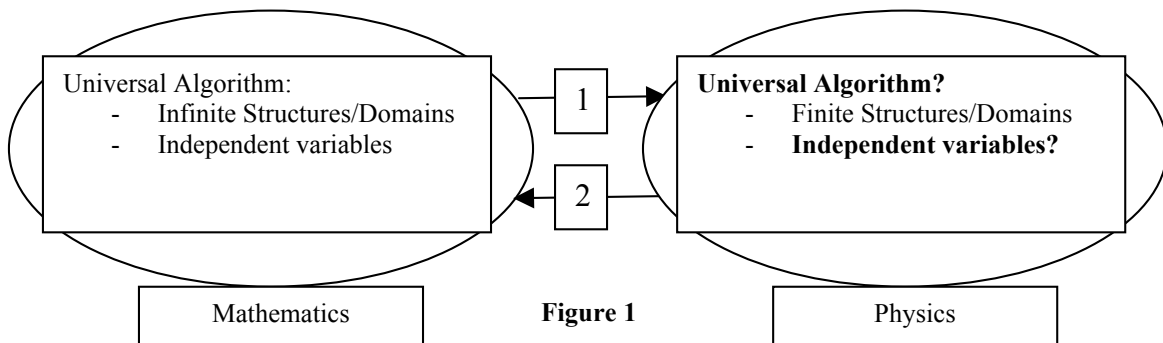 Universal Algorithm:
- Infinite Structures/Domains
- Independent variables
1
2
Universal Algorithm?
- Finite Structures/Domains
- Independent variables?
Mathematics
Figure 1
Physics